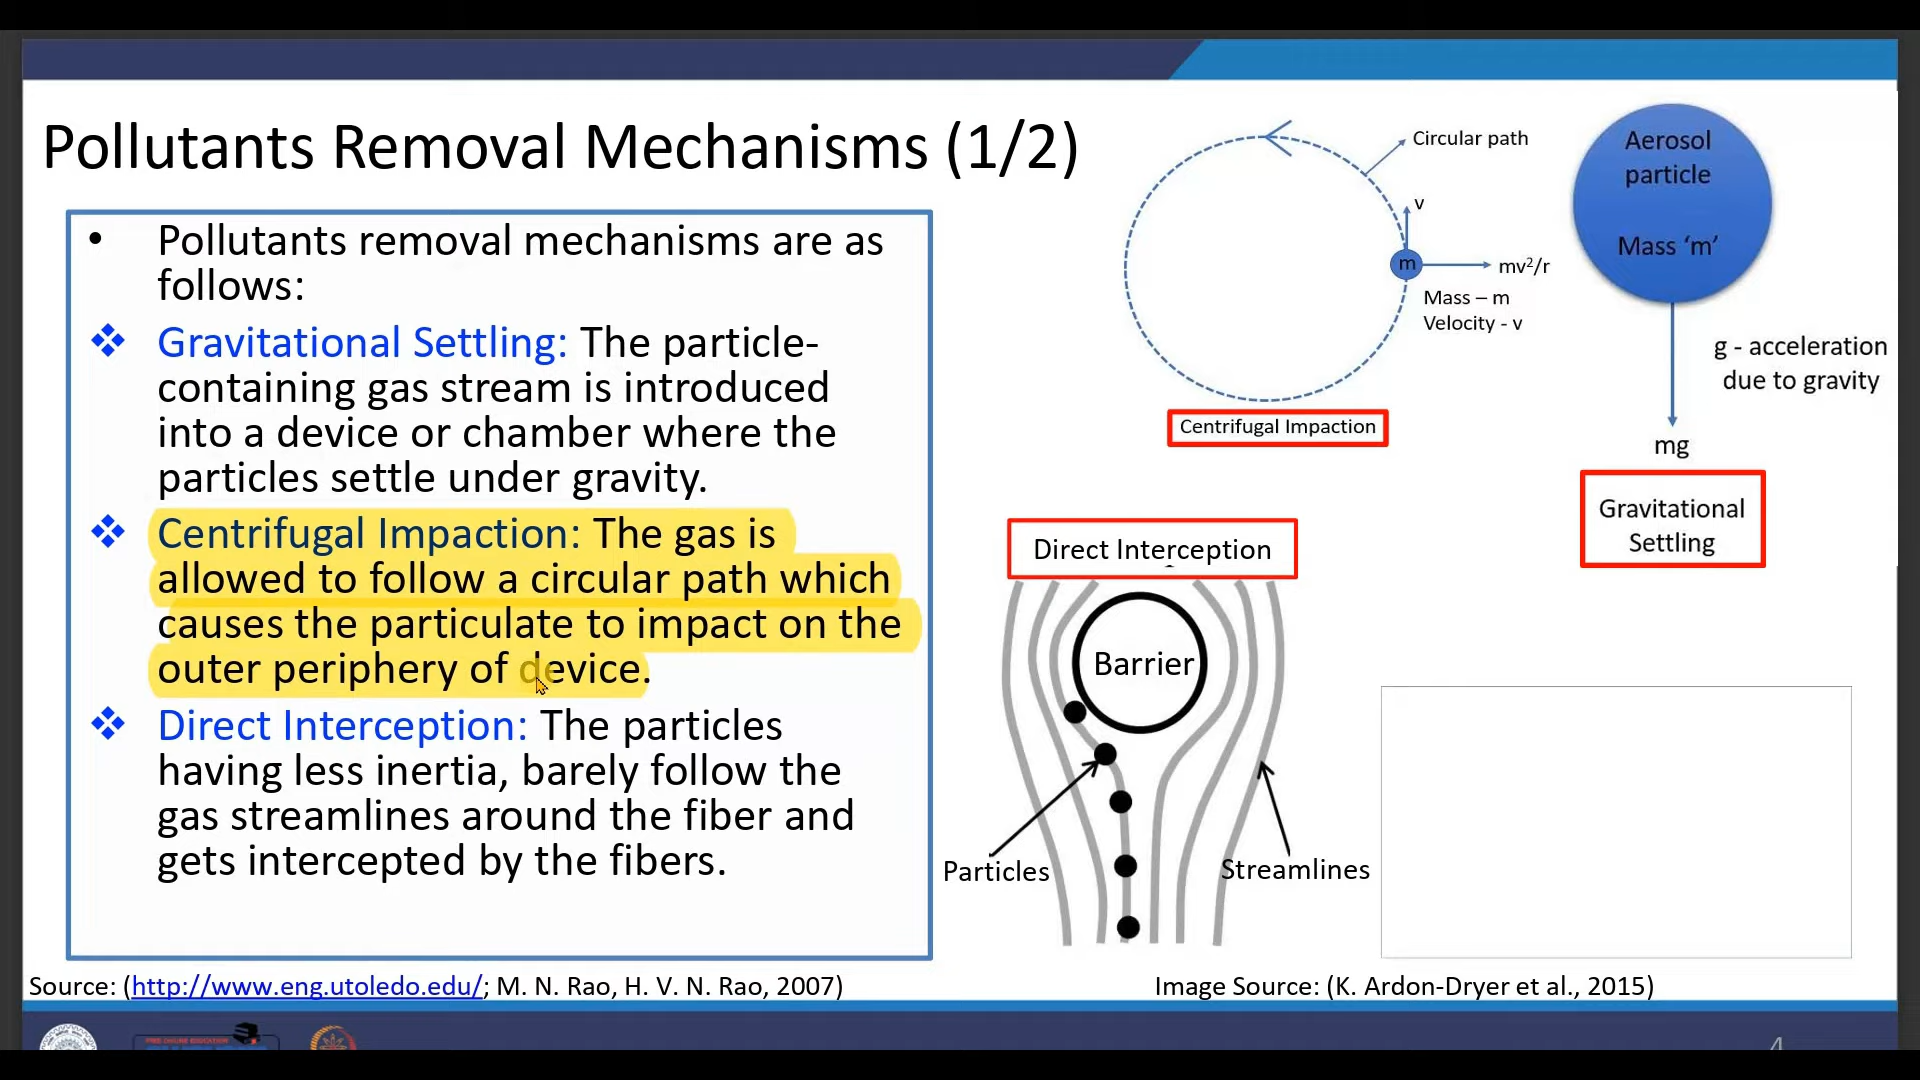 Pollutants Removal Mechanisms (1/2)
• Pollutants removal mechanisms are as
follows:
❖ Gravitational Settling: The particle-
containing gas stream is introduced
into a device or chamber where the
particles settle under gravity.
❖ Centrifugal Impaction: The gas is
allowed to follow a circular path which
causes the particulate to impact on the
outer periphery of device.
❖ Direct Interception: The particles
having less inertia, barely follow the
gas streamlines around the fiber and
gets intercepted by the fibers.
Circular path
v
m
mv²/r
Mass – m
Velocity - v
Centrifugal Impaction
Aerosol
particle
Mass ‘m’
g - acceleration
due to gravity
mg
Gravitational
Settling
Direct Interception
Barrier
Particles
Streamlines
Source: (http://www.eng.utoledo.edu/; M. N. Rao, H. V. N. Rao, 2007)
Image Source: (K. Ardon-Dryer et al., 2015)
FREE ONLINE EDUCATION
4